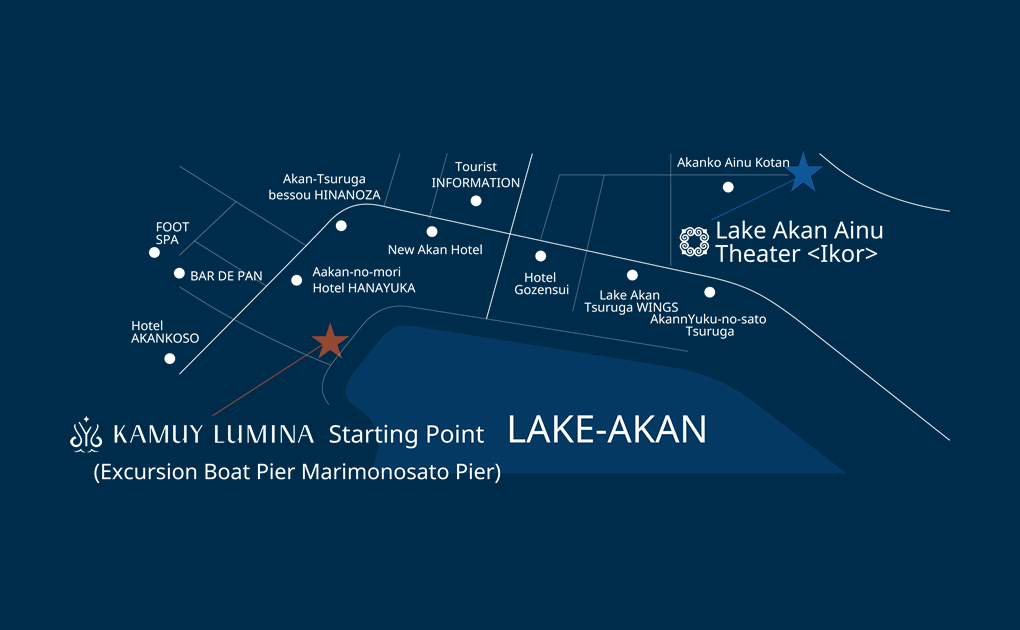 Tourist
INFORMATION
Akanko Ainu Kotan
Akan-Tsuruga
bessou HINANOZA
FOOT
SPA
Lake Akan Ainu
Theater <Ikor>
New Akan Hotel
BAR DE PAN
Aakan-no-mori
Hotel HANAYUKA
Hotel
Gozensui
Lake Akan
Tsuruga WINGS
AkannYuku-no-sato
Tsuruga
Hotel
AKANKOSO
KAMUY LUMINA Starting Point
(Excursion Boat Pier Marimonosato Pier)
LAKE-AKAN